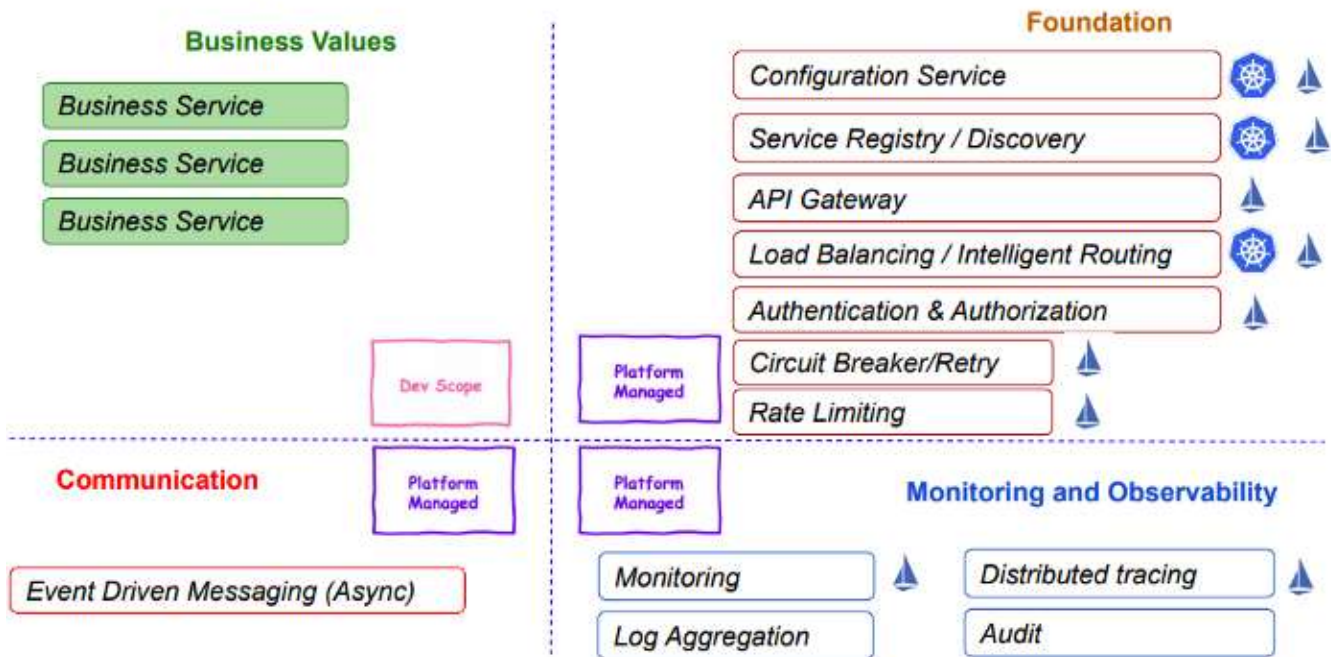 Business Values
Business Service
Business Service
Business Service
Dev Scope
Foundation
Configuration Service
Service Registry / Discovery
API Gateway
Load Balancing / Intelligent Routing
Authentication & Authorization
Platform
Managed
Circuit Breaker/Retry
Rate Limiting
Communication
Platform
Managed
Event Driven Messaging (Async)
Platform
Managed
Monitoring and Observability
Monitoring
Distributed tracing
Log Aggregation
Audit